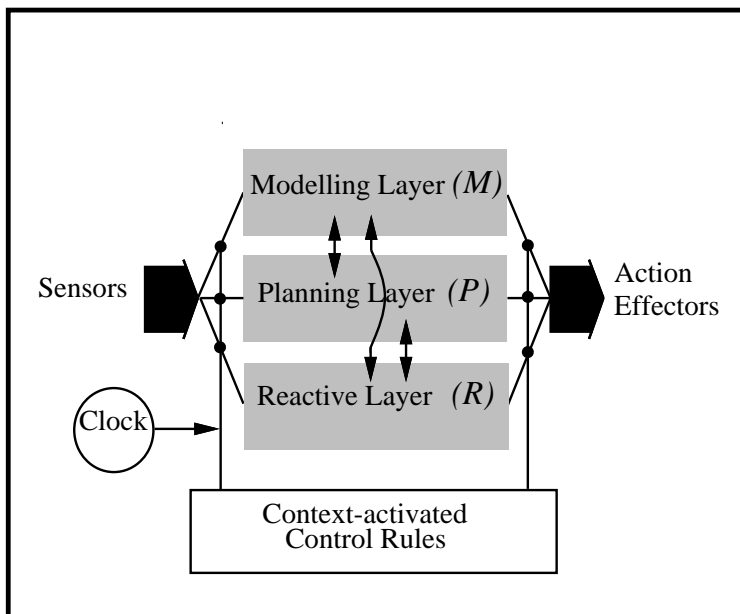 Modelling Layer (M)
Sensors
Planning Layer (P)
Action
Effectors
Reactive Layer (R)
Clock
Context-activated
Control Rules